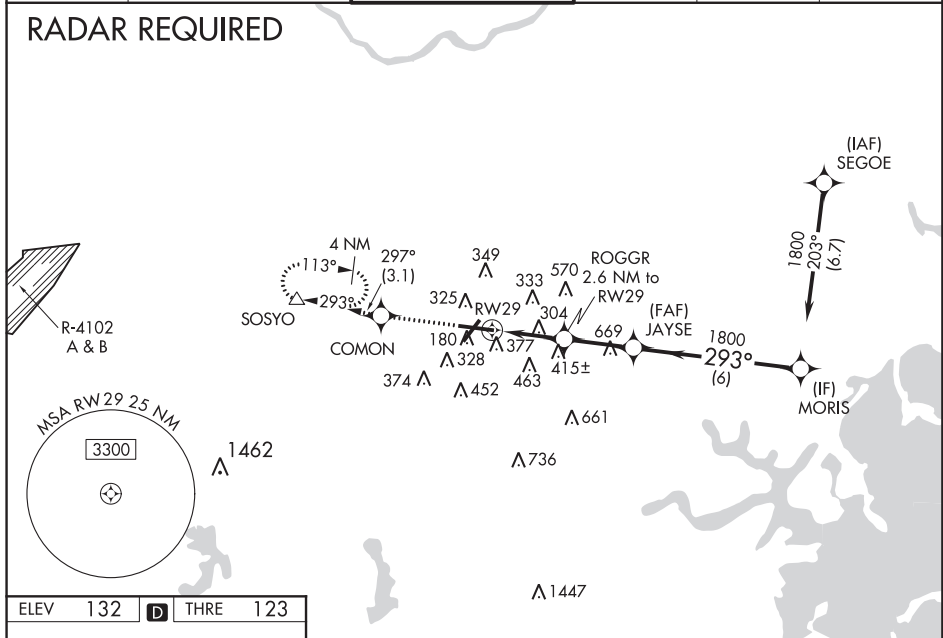 RADAR REQUIRED
(IAF)
SEGOE
1800
203°
(6.7)
4 NM
113°
297°
(3.1)
349
333
570
ROGGR
2.6 NM to
RW29
325
RW29
304
(FAF)
JAYSE
293°
SOSYO
COMON
180
328
377
669
1800
293°
(6)
374
452
463
415±
(IF)
MORIS
R-4102
A & B
661
MSA RW29 25 NM
3300
1462
736
1447
ELEV 132 D THRE 123